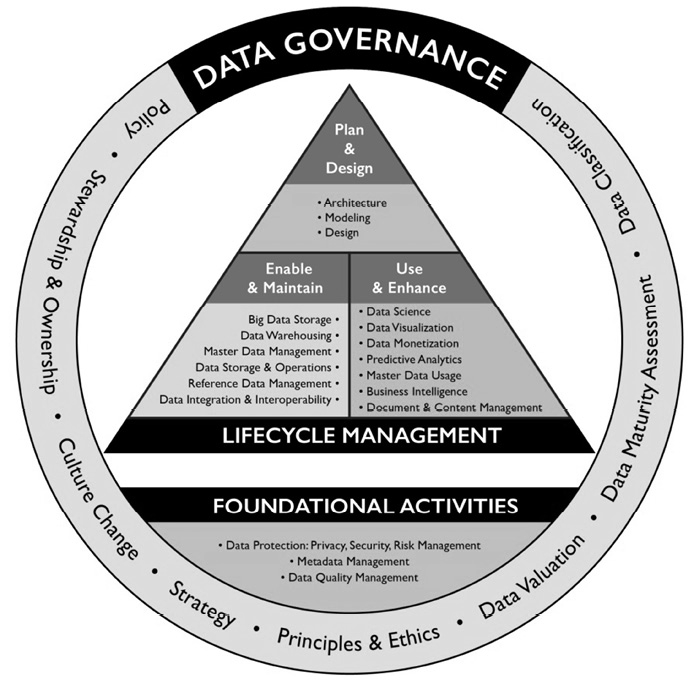 DATA GOVERNANCE
Policy • Stewardship & Ownership • Culture Change • Strategy • Principles & Ethics • Data Valuation • Data Maturity Assessment • Data Classification
Plan
&
Design
• Architecture
• Modeling
• Design
Enable
& Maintain
Big Data Storage •
Data Warehousing •
Master Data Management •
Data Storage & Operations •
Reference Data Management •
Data Integration & Interoperability •
Use
& Enhance
• Data Science
• Data Visualization
• Data Monetization
• Predictive Analytics
• Master Data Usage
• Business Intelligence
• Document & Content Management
LIFECYCLE MANAGEMENT
FOUNDATIONAL ACTIVITIES
• Data Protection: Privacy, Security, Risk Management
• Metadata Management
• Data Quality Management